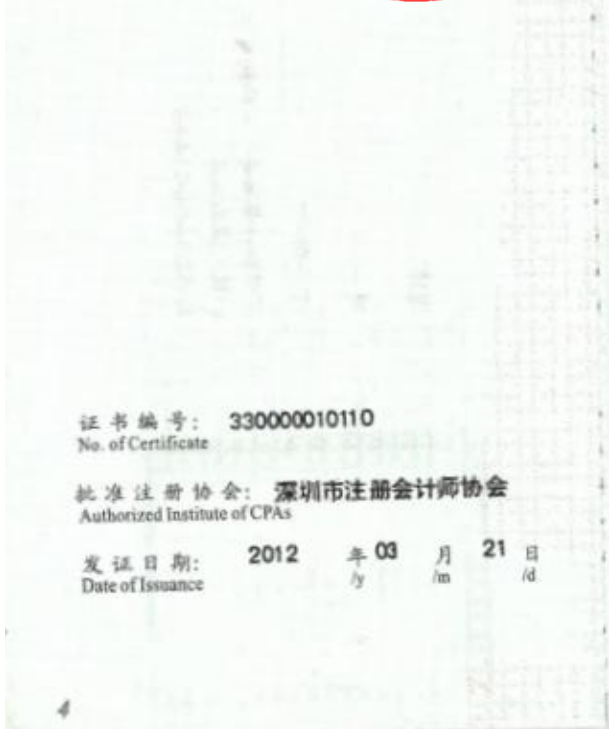 证书编号: 330000010110
No. of Certificate
批准注册协会: 深圳市注册会计师协会
Authorized Institute of CPAs
发证日期: 2012 年 03 月 21 日
Date of Issuance /y /m /d
4